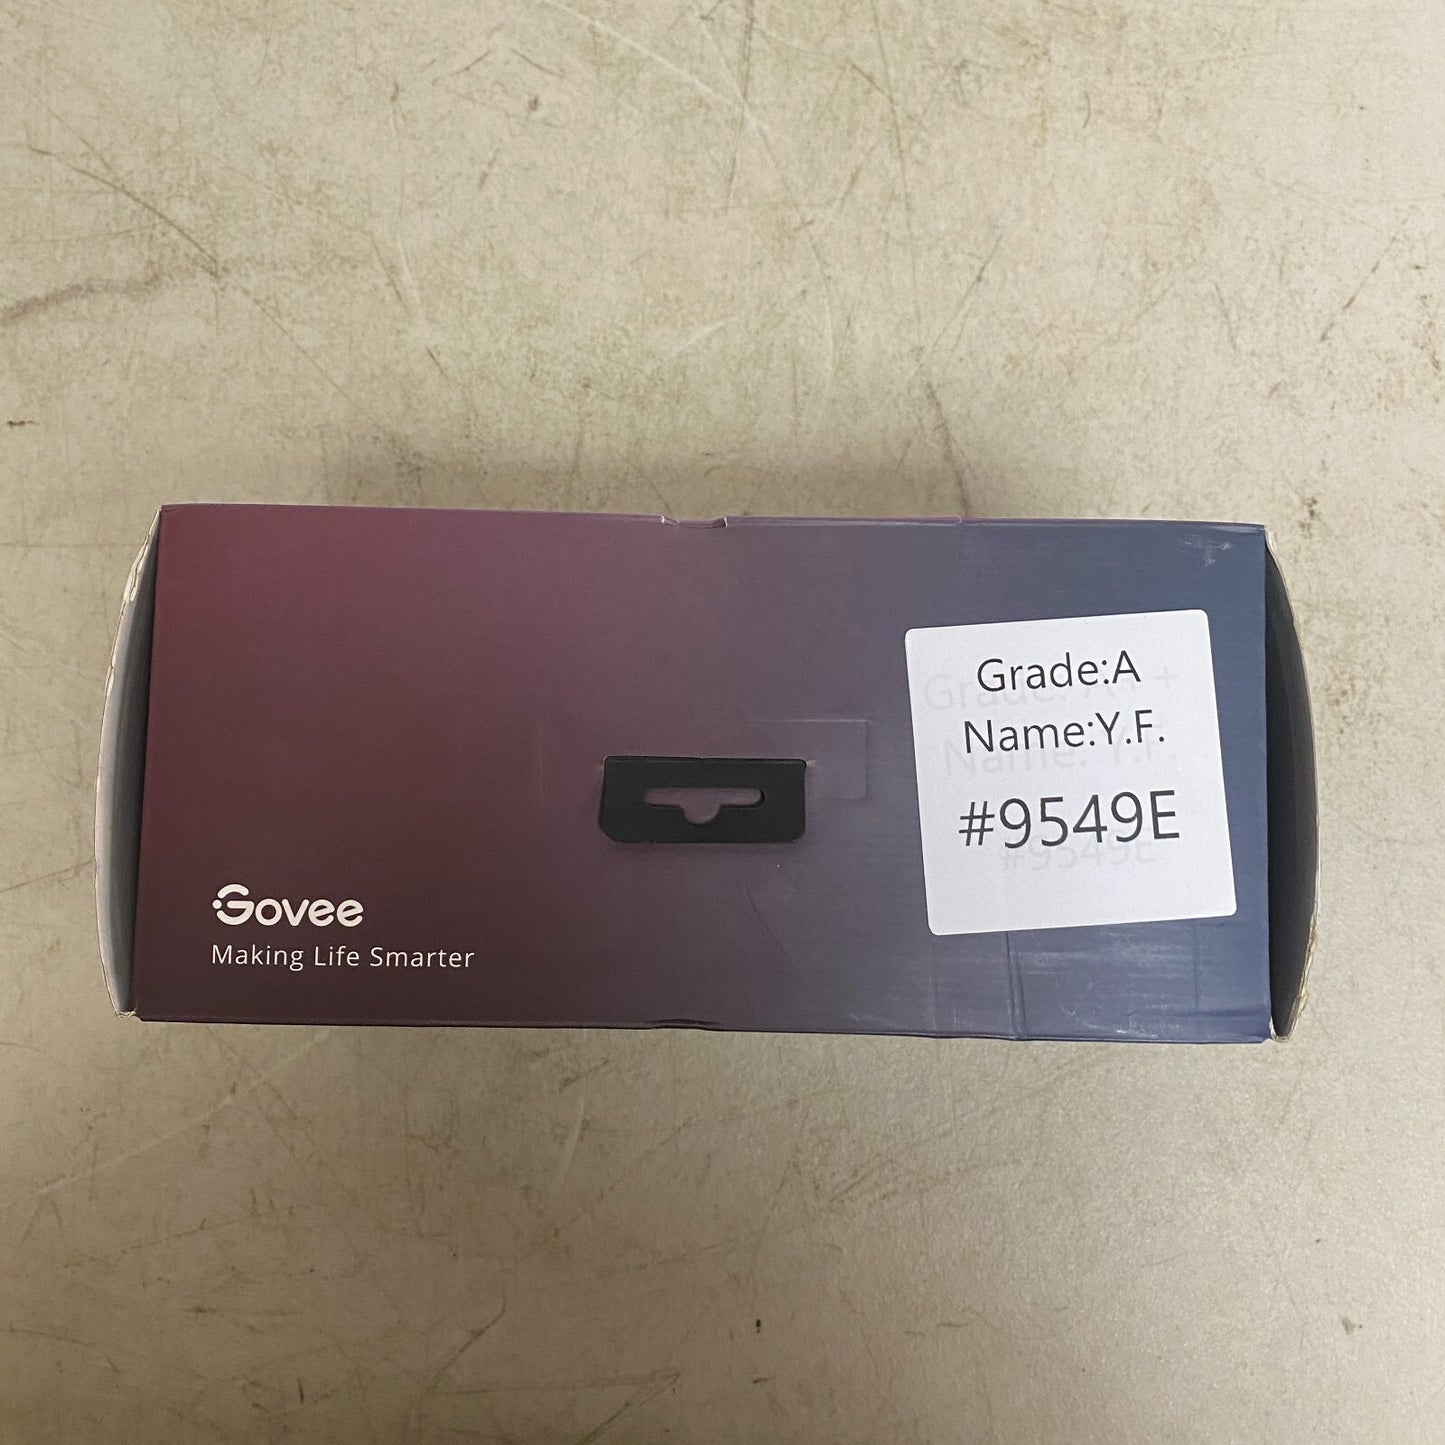 Grade:A
Name:Y.F.
#9549E
Govee
Making Life Smarter